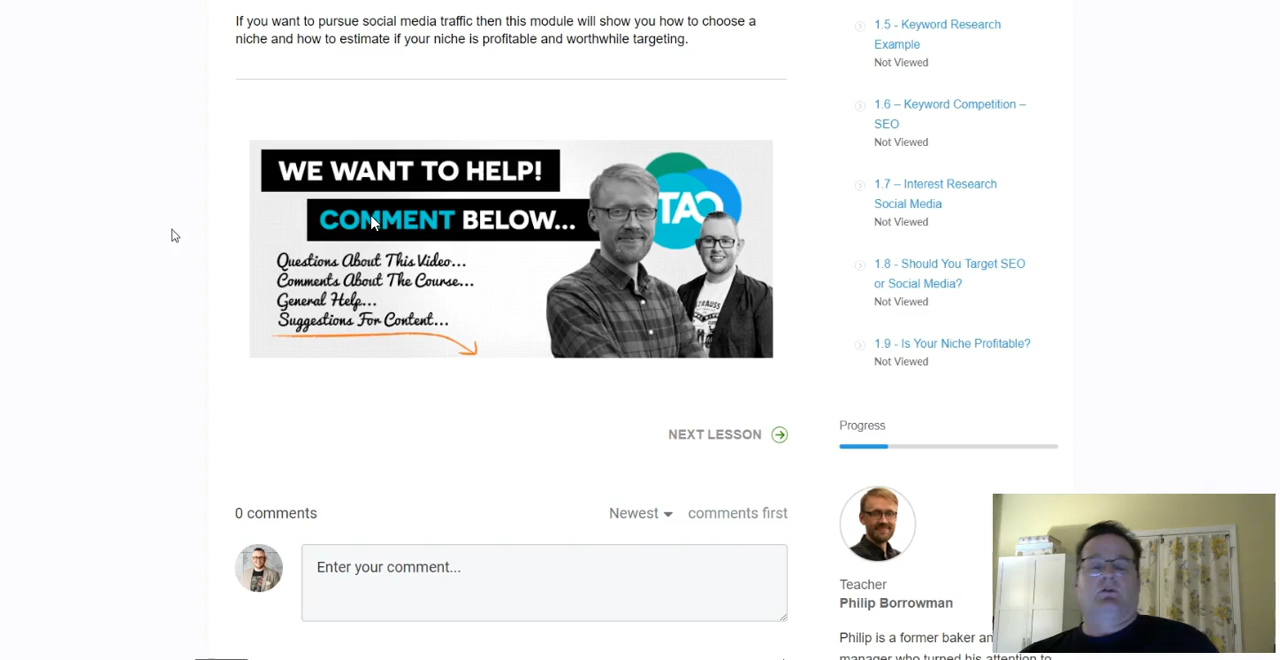 If you want to pursue social media traffic then this module will show you how to choose a
niche and how to estimate if your niche is profitable and worthwhile targeting.
WE WANT TO HELP!
COMMENT BELOW...
Questions About This Video...
Comments About The Course...
General Help...
Suggestions For Content...
TAO
STRAUSS
NEXT LESSON
0 comments
Newest
comments first
Enter your comment...
1.5 - Keyword Research
Example
Not Viewed
1.6 – Keyword Competition –
SEO
Not Viewed
1.7 – Interest Research
Social Media
Not Viewed
1.8 - Should You Target SEO
or Social Media?
Not Viewed
1.9 - Is Your Niche Profitable?
Not Viewed
Progress
Teacher
Philip Borrowman
Philip is a former baker an
manager who turned his attention to